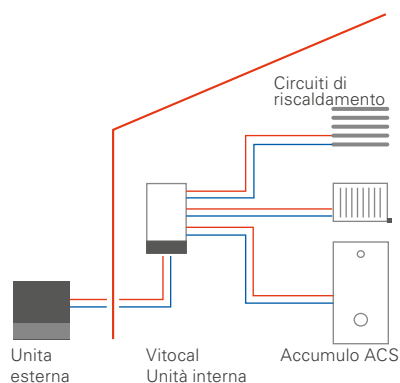 Circuiti di
riscaldamento
Unita
esterna
Vitocal
Unità interna
Accumulo ACS